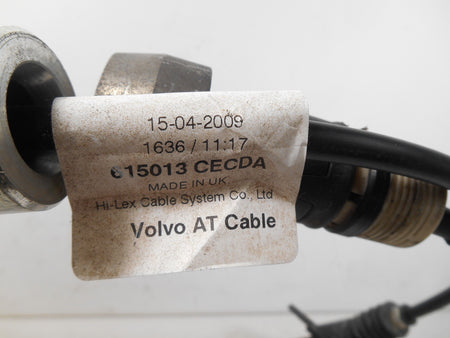 15-04-2009
1636 / 11:17
615013 CECDA
MADE IN UK
Hi-Lex Cable System Co., Ltd
Volvo AT Cable